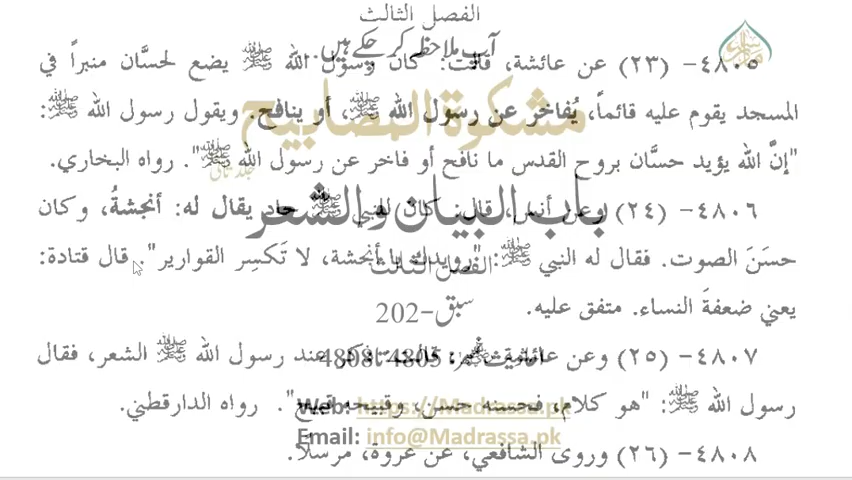 الفصل الثالث
٤٨٠٥- (٢٣) عن عائشة، قالت: كان رسول الله ﷺ يضع لحسَّان منبراً في
آپ ملاحظہ کر چکے ہیں..
المسجد يقوم عليه قائماً، يُفاخر عن رسول الله ﷺ، أو ينافح. ويقول رسول الله ﷺ:
مشكوة المصابيح
"إنَّ الله يؤيد حسَّان بروح القدس ما نافح أو فاخر عن رسول الله ﷺ". رواه البخاري.
جلد ثانی
٤٨٠٦- (٢٤) وعن أنس، قال: كان للنبي ﷺ حاد يقال له: أنجشةُ، وكان
باب البيان والشعر
حسَنَ الصوت. فقال له النبي ﷺ: "رويدك يا أنجشة، لا تَكسِر القوارير". قال قتادة:
الفصل الثالث
يعني ضعفةَ النساء. متفق عليه.
سبق-202
٤٨٠٧- (٢٥) وعن عائشة، قالت: ذكر عند رسول الله ﷺ الشعر، فقال
4805 تا 4808
رسول الله ﷺ: "هو كلام، فحسنه حسن، وقبيحه قبيح". رواه الدارقطني.
Web: https://Madrassa.pk
Email: info@Madrassa.pk
٤٨٠٨- (٢٦) وروى الشافعي، عن عروة، مرسلاً.